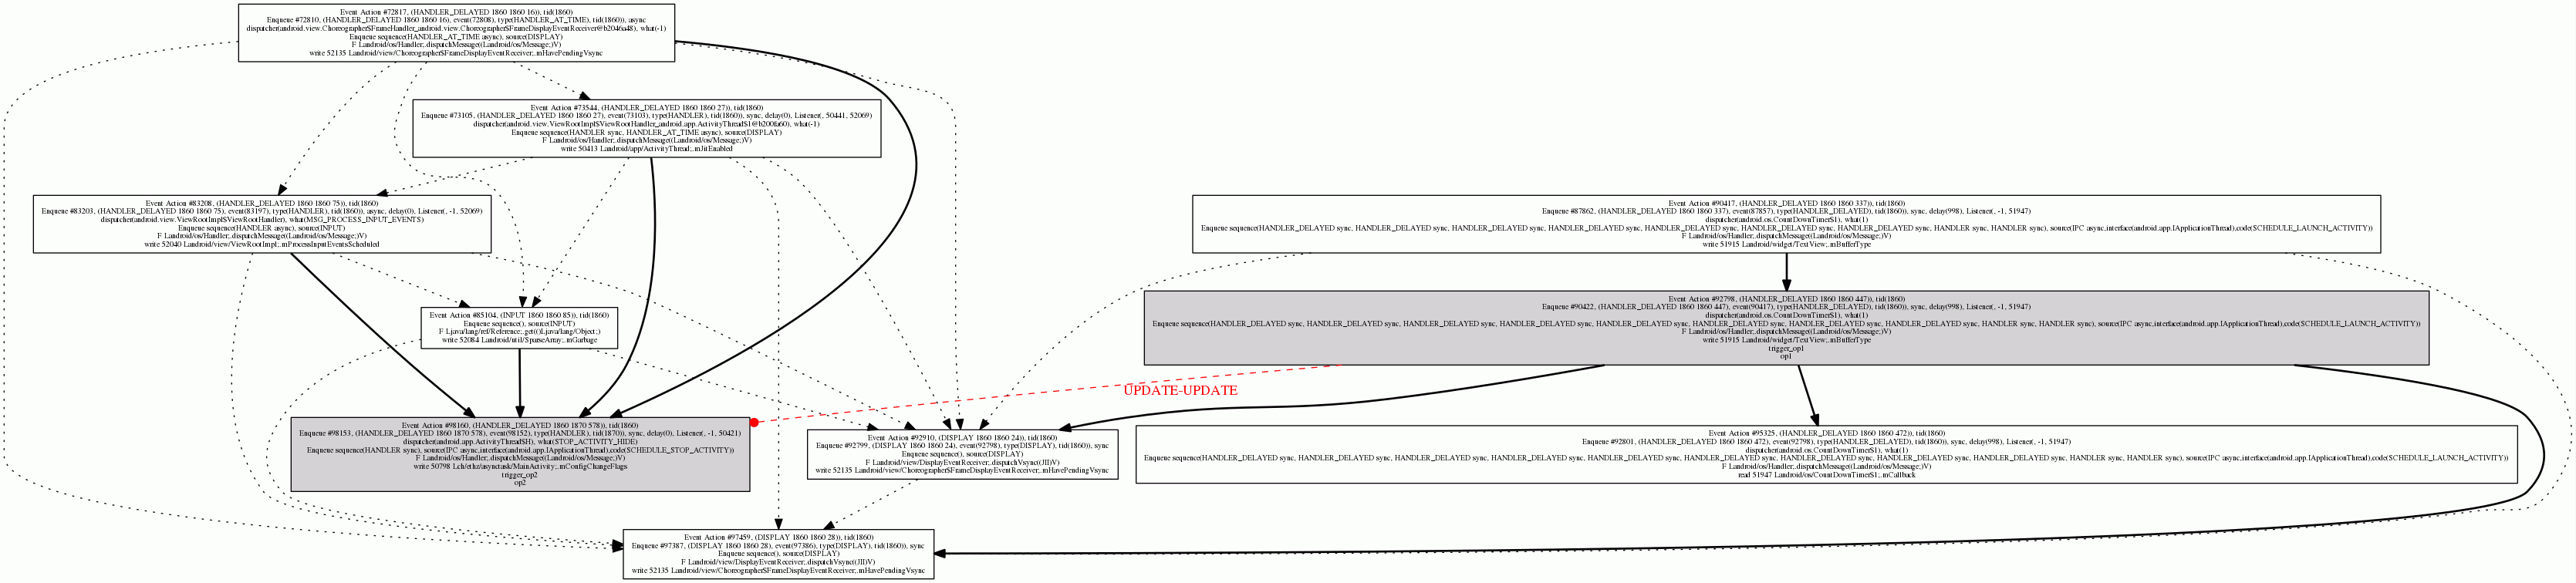 Event Action #72817, (HANDLER_DELAYED 1860 1860 16)), tid(1860)
Enqueue #72810, (HANDLER_DELAYED 1860 1860 16), event(72808), type(HANDLER_AT_TIME), tid(1860)), async
dispatcher(android.view.Choreographer$FrameHandler_android.view.Choreographer$FrameDisplayEventReceiver@b2046a48), what(-1)
Enqueue sequence(HANDLER_AT_TIME async), source(DISPLAY)
F Landroid/os/Handler;.dispatchMessage((Landroid/os/Message;)V)
write 52135 Landroid/view/Choreographer$FrameDisplayEventReceiver;.mHavePendingVsync
Event Action #73544, (HANDLER_DELAYED 1860 1860 27)), tid(1860)
Enqueue #73105, (HANDLER_DELAYED 1860 1860 27), event(73103), type(HANDLER), tid(1860)), sync, delay(0), Listener(, 50441, 52069)
dispatcher(android.view.ViewRootImpl$ViewRootHandler_android.app.ActivityThread$1@b200fa60), what(-1)
Enqueue sequence(HANDLER sync, HANDLER_AT_TIME async), source(DISPLAY)
F Landroid/os/Handler;.dispatchMessage((Landroid/os/Message;)V)
write 50413 Landroid/app/ActivityThread;.mJitEnabled
Event Action #83208, (HANDLER_DELAYED 1860 1860 75)), tid(1860)
Enqueue #83203, (HANDLER_DELAYED 1860 1860 75), event(83197), type(HANDLER), tid(1860)), async, delay(0), Listener(, -1, 52069)
dispatcher(android.view.ViewRootImpl$ViewRootHandler), what(MSG_PROCESS_INPUT_EVENTS)
Enqueue sequence(HANDLER async), source(INPUT)
F Landroid/os/Handler;.dispatchMessage((Landroid/os/Message;)V)
write 52040 Landroid/view/ViewRootImpl;.mProcessInputEventsScheduled
Event Action #90417, (HANDLER_DELAYED 1860 1860 337)), tid(1860)
Enqueue #87862, (HANDLER_DELAYED 1860 1860 337), event(87857), type(HANDLER_DELAYED), tid(1860)), sync, delay(998), Listener(, -1, 51947)
dispatcher(android.os.CountDownTimer$1), what(1)
Enqueue sequence(HANDLER_DELAYED sync, HANDLER_DELAYED sync, HANDLER_DELAYED sync, HANDLER_DELAYED sync, HANDLER_DELAYED sync, HANDLER_DELAYED sync, HANDLER_DELAYED sync, HANDLER sync, HANDLER sync), source(IPC async,interface(android.app.IApplicationThread),code(SCHEDULE_LAUNCH_ACTIVITY))
F Landroid/os/Handler;.dispatchMessage((Landroid/os/Message;)V)
write 51915 Landroid/widget/TextView;.mBufferType
Event Action #85104, (INPUT 1860 1860 85)), tid(1860)
Enqueue sequence(), source(INPUT)
F Ljava/lang/ref/Reference;.get(()Ljava/lang/Object;)
write 52084 Landroid/util/SparseArray;.mGarbage
Event Action #92798, (HANDLER_DELAYED 1860 1860 447)), tid(1860)
Enqueue #90422, (HANDLER_DELAYED 1860 1860 447), event(90417), type(HANDLER_DELAYED), tid(1860)), sync, delay(998), Listener(, -1, 51947)
dispatcher(android.os.CountDownTimer$1), what(1)
Enqueue sequence(HANDLER_DELAYED sync, HANDLER_DELAYED sync, HANDLER_DELAYED sync, HANDLER_DELAYED sync, HANDLER_DELAYED sync, HANDLER_DELAYED sync, HANDLER_DELAYED sync, HANDLER_DELAYED sync, HANDLER sync, HANDLER sync), source(IPC async,interface(android.app.IApplicationThread),code(SCHEDULE_LAUNCH_ACTIVITY))
F Landroid/os/Handler;.dispatchMessage((Landroid/os/Message;)V)
write 51915 Landroid/widget/TextView;.mBufferType
trigger_op1
op1
UPDATE-UPDATE
Event Action #98160, (HANDLER_DELAYED 1860 1870 578)), tid(1860)
Enqueue #98153, (HANDLER_DELAYED 1860 1870 578), event(98152), type(HANDLER), tid(1870)), sync, delay(0), Listener(, -1, 50421)
dispatcher(android.app.ActivityThread$H), what(STOP_ACTIVITY_HIDE)
Enqueue sequence(HANDLER sync), source(IPC async,interface(android.app.IApplicationThread),code(SCHEDULE_STOP_ACTIVITY))
F Landroid/os/Handler;.dispatchMessage((Landroid/os/Message;)V)
write 50798 Lch/ethz/asynctask/MainActivity;.mConfigChangeFlags
trigger_op2
op2
Event Action #92910, (DISPLAY 1860 1860 24)), tid(1860)
Enqueue #92799, (DISPLAY 1860 1860 24), event(92798), type(DISPLAY), tid(1860)), sync
Enqueue sequence(), source(DISPLAY)
F Landroid/view/DisplayEventReceiver;.dispatchVsync((JII)V)
write 52135 Landroid/view/Choreographer$FrameDisplayEventReceiver;.mHavePendingVsync
Event Action #95325, (HANDLER_DELAYED 1860 1860 472)), tid(1860)
Enqueue #92801, (HANDLER_DELAYED 1860 1860 472), event(92798), type(HANDLER_DELAYED), tid(1860)), sync, delay(998), Listener(, -1, 51947)
dispatcher(android.os.CountDownTimer$1), what(1)
Enqueue sequence(HANDLER_DELAYED sync, HANDLER_DELAYED sync, HANDLER_DELAYED sync, HANDLER_DELAYED sync, HANDLER_DELAYED sync, HANDLER_DELAYED sync, HANDLER_DELAYED sync, HANDLER_DELAYED sync, HANDLER_DELAYED sync, HANDLER sync, HANDLER sync), source(IPC async,interface(android.app.IApplicationThread),code(SCHEDULE_LAUNCH_ACTIVITY))
F Landroid/os/Handler;.dispatchMessage((Landroid/os/Message;)V)
read 51947 Landroid/os/CountDownTimer$1;.mCallback
Event Action #97459, (DISPLAY 1860 1860 28)), tid(1860)
Enqueue #97387, (DISPLAY 1860 1860 28), event(97386), type(DISPLAY), tid(1860)), sync
Enqueue sequence(), source(DISPLAY)
F Landroid/view/DisplayEventReceiver;.dispatchVsync((JII)V)
write 52135 Landroid/view/Choreographer$FrameDisplayEventReceiver;.mHavePendingVsync